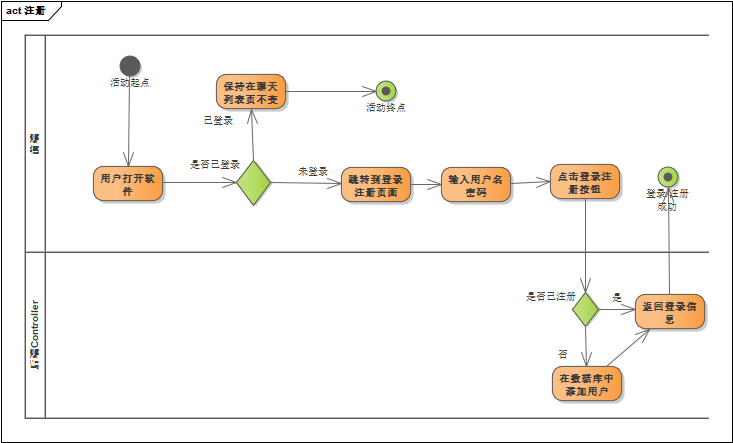 act 注册
活动起点
保持在聊天
列表页不变
活动终点
已登录
前端
用户打开软
件
是否已登录
未登录
跳转到登录
注册页面
输入用户名
密码
点击登录注
册按钮
登录/注册
成功
后端Controller
是否已注册
是
返回登录信
息
否
在数据库中
添加用户